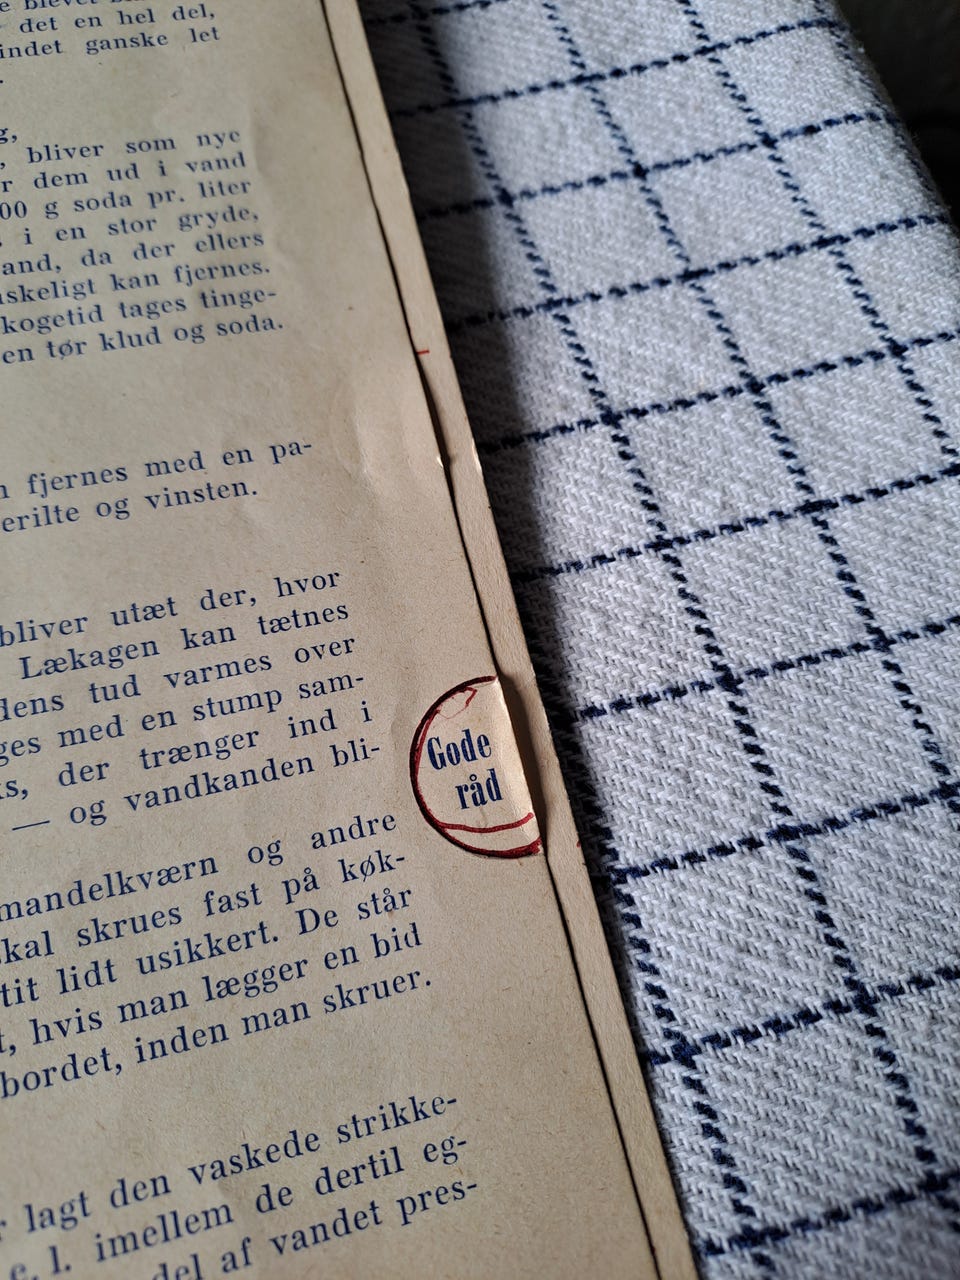 det en hel del,
indet ganske let
bliver som nye
r dem ud i vand
00 g soda pr. liter
i en stor gryde,
and, da der ellers
skeligt kan fjernes.
kogetid tages tinge-
en tør klud og soda.
fjernes med en pa-
erilte og vinsten.
bliver utæt der, hvor
Lækagen kan tætnes
dens tud varmes over
ges med en stump sam-
ks, der trænger ind i
— og vandkanden bli-
mandelkværn og andre
kal skrues fast på køk-
tit lidt usikkert. De står
t, hvis man lægger en bid
bordet, inden man skruer.
lagt den vaskede strikke-
e. l. imellem de dertil eg-
del af vandet pres-
Gode
råd